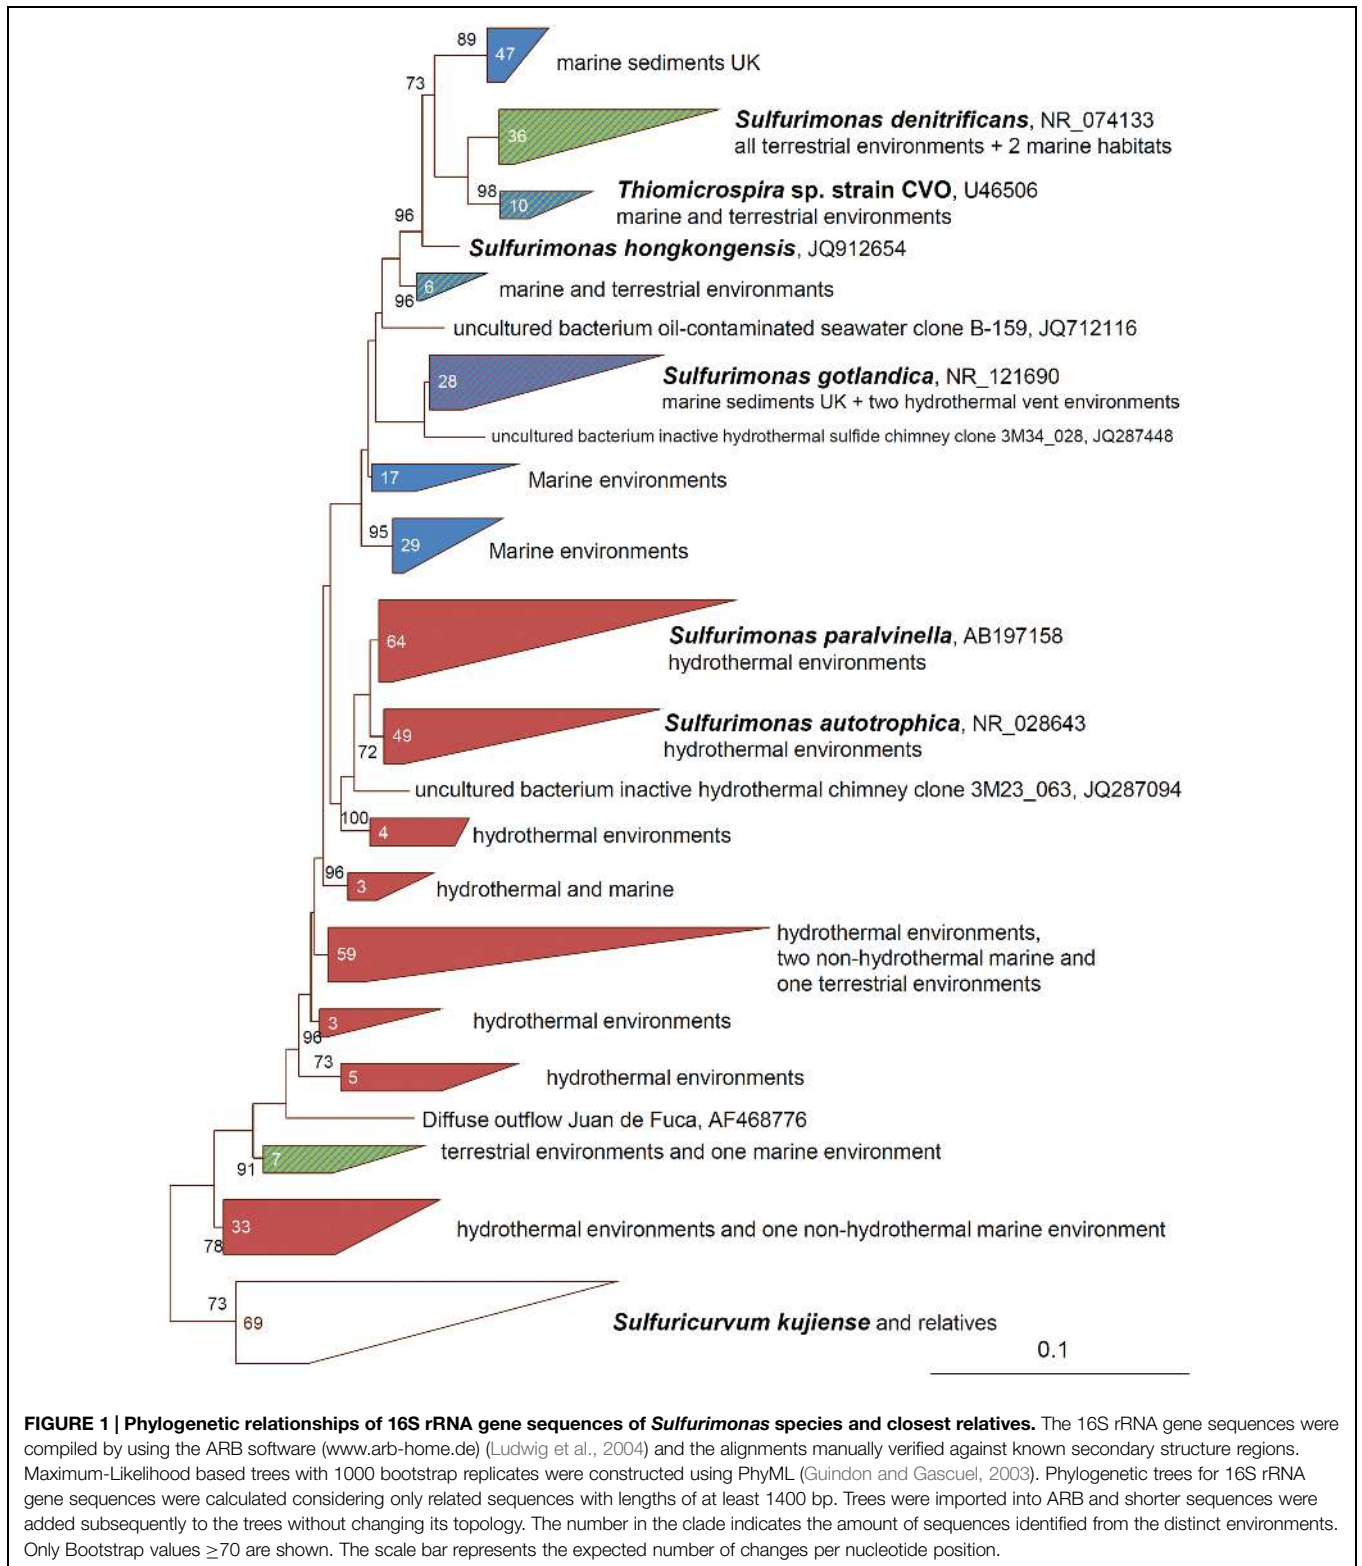 89
47
marine sediments UK
73
36
Sulfurimonas denitrificans, NR_074133
all terrestrial environments + 2 marine habitats
98
10
Thiomicrospira sp. strain CVO, U46506
marine and terrestrial environments
96
Sulfurimonas hongkongensis, JQ912654
6
96
marine and terrestrial environmants
uncultured bacterium oil-contaminated seawater clone B-159, JQ712116
28
Sulfurimonas gotlandica, NR_121690
marine sediments UK + two hydrothermal vent environments
uncultured bacterium inactive hydrothermal sulfide chimney clone 3M34_028, JQ287448
17
Marine environments
95
29
Marine environments
64
Sulfurimonas paralvinella, AB197158
hydrothermal environments
49
72
Sulfurimonas autotrophica, NR_028643
hydrothermal environments
uncultured bacterium inactive hydrothermal chimney clone 3M23_063, JQ287094
100
4
hydrothermal environments
96
3
hydrothermal and marine
59
hydrothermal environments,
two non-hydrothermal marine and
one terrestrial environments
3
96
hydrothermal environments
73
5
hydrothermal environments
Diffuse outflow Juan de Fuca, AF468776
7
91
terrestrial environments and one marine environment
33
78
hydrothermal environments and one non-hydrothermal marine environment
73
69
Sulfuricurvum kujiense and relatives
0.1
FIGURE 1 | Phylogenetic relationships of 16S rRNA gene sequences of Sulfurimonas species and closest relatives. The 16S rRNA gene sequences were
compiled by using the ARB software (www.arb-home.de) (Ludwig et al., 2004) and the alignments manually verified against known secondary structure regions.
Maximum-Likelihood based trees with 1000 bootstrap replicates were constructed using PhyML (Guindon and Gascuel, 2003). Phylogenetic trees for 16S rRNA
gene sequences were calculated considering only related sequences with lengths of at least 1400 bp. Trees were imported into ARB and shorter sequences were
added subsequently to the trees without changing its topology. The number in the clade indicates the amount of sequences identified from the distinct environments.
Only Bootstrap values ≥70 are shown. The scale bar represents the expected number of changes per nucleotide position.